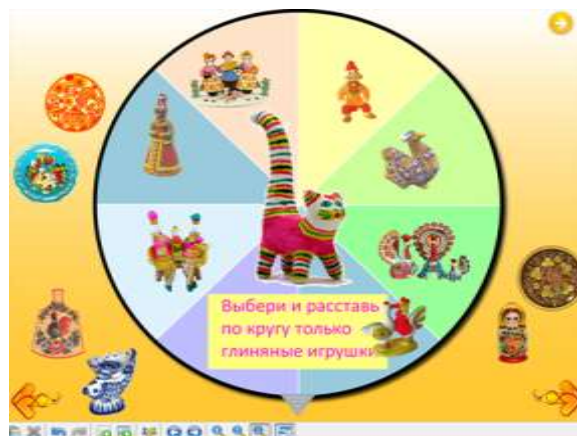 Выбери и расставь
по кругу только
глиняные игрушки